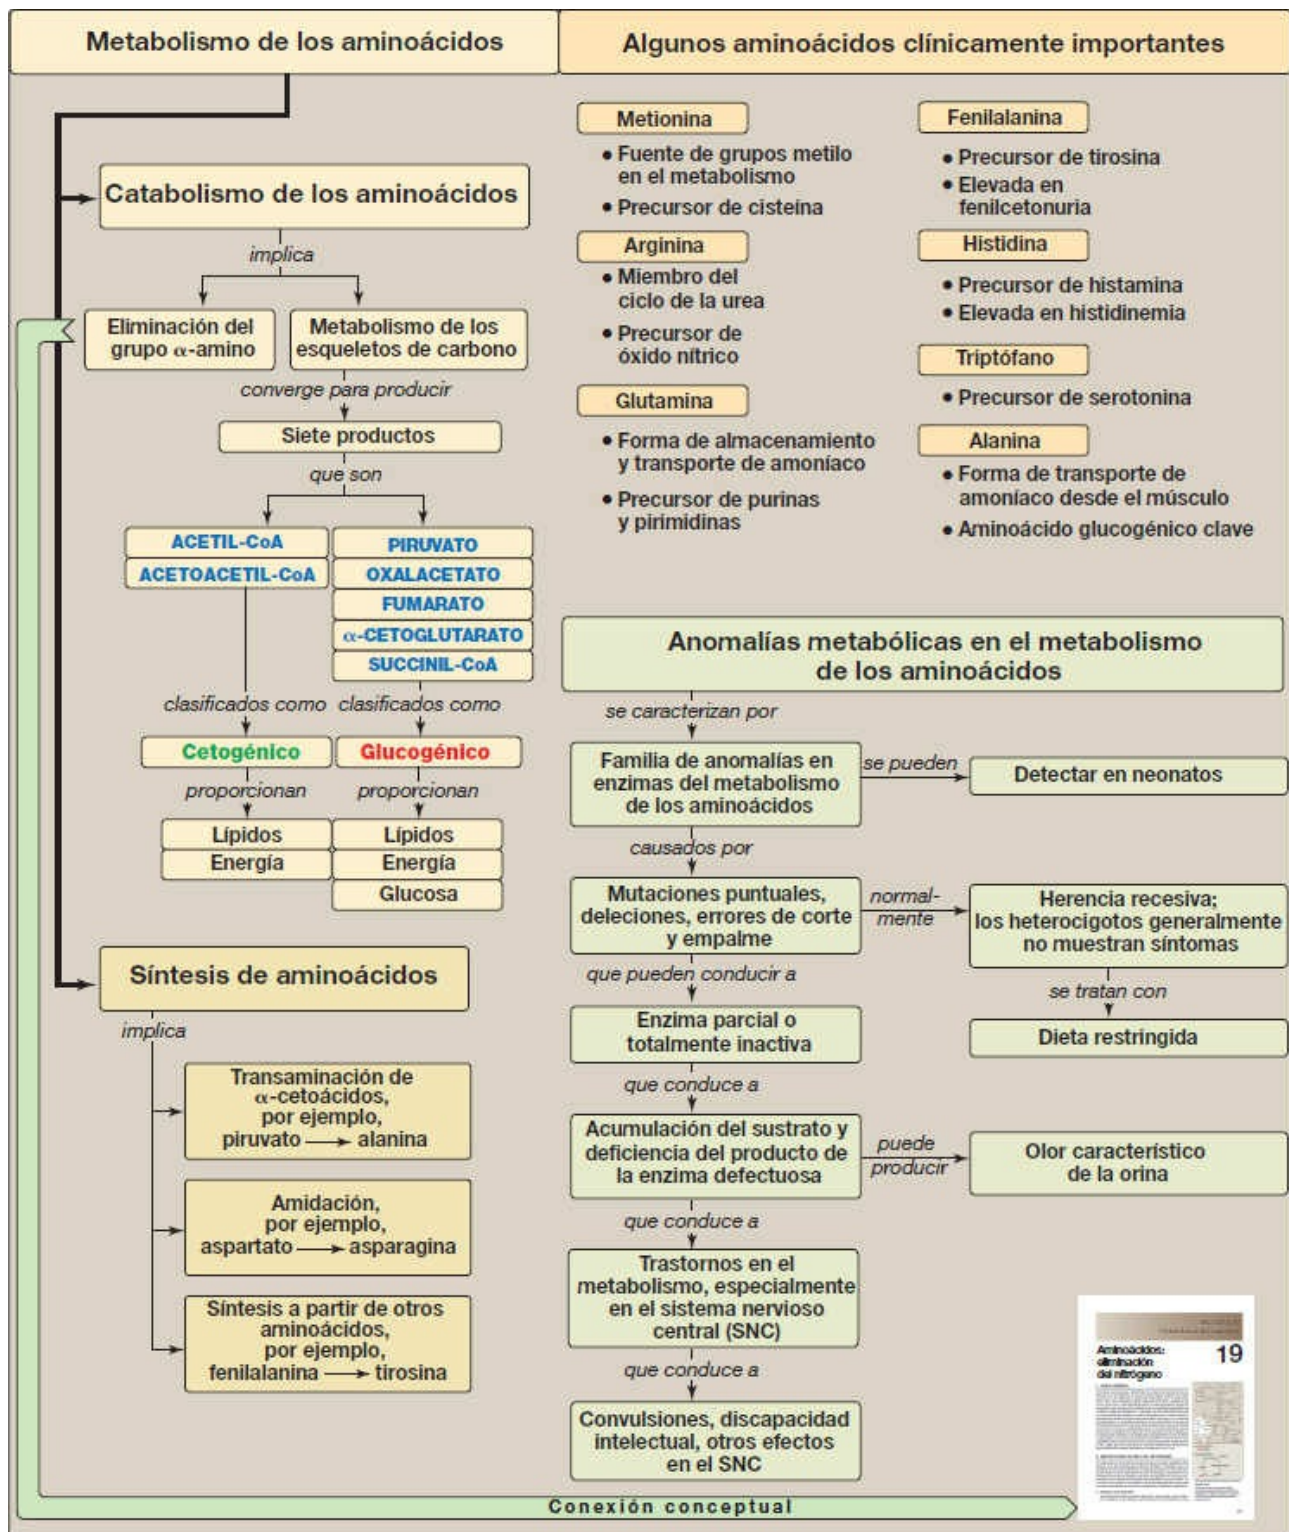 Metabolismo de los aminoácidos
Catabolismo de los aminoácidos
implica
Eliminación del
grupo α-amino
Metabolismo de los
esqueletos de carbono
converge para producir
Siete productos
que son
ACETIL-CoA
ACETOACETIL-CoA
PIRUVATO
OXALACETATO
FUMARATO
α-CETOGLUTARATO
SUCCINIL-CoA
clasificados como
clasificados como
Cetogénico
Glucogénico
proporcionan
proporcionan
Lípidos
Energía
Lípidos
Energía
Glucosa
Síntesis de aminoácidos
implica
Transaminación de
α-cetoácidos,
por ejemplo,
piruvato → alanina
Amidación,
por ejemplo,
aspartato → asparagina
Síntesis a partir de otros
aminoácidos,
por ejemplo,
fenilalanina → tirosina
Algunos aminoácidos clínicamente importantes
Metionina
• Fuente de grupos metilo
en el metabolismo
• Precursor de cisteína
Arginina
• Miembro del
ciclo de la urea
• Precursor de
óxido nítrico
Glutamina
• Forma de almacenamiento
y transporte de amoníaco
• Precursor de purinas
y pirimidinas
Fenilalanina
• Precursor de tirosina
• Elevada en
fenilcetonuria
Histidina
• Precursor de histamina
• Elevada en histidinemia
Triptófano
• Precursor de serotonina
Alanina
• Forma de transporte de
amoníaco desde el músculo
• Aminoácido glucogénico clave
Anomalías metabólicas en el metabolismo
de los aminoácidos
se caracterizan por
Familia de anomalías en
enzimas del metabolismo
de los aminoácidos
se pueden
Detectar en neonatos
causados por
Mutaciones puntuales,
deleciones, errores de corte
y empalme
normal-
mente
Herencia recesiva;
los heterocigotos generalmente
no muestran síntomas
se tratan con
Dieta restringida
que pueden conducir a
Enzima parcial o
totalmente inactiva
que conduce a
Acumulación del sustrato y
deficiencia del producto de
la enzima defectuosa
puede
producir
Olor característico
de la orina
que conduce a
Trastornos en el
metabolismo, especialmente
en el sistema nervioso
central (SNC)
que conduce a
Convulsiones, discapacidad
intelectual, otros efectos
en el SNC
Aminoácidos:
eliminación
del nitrógeno
19
Conexión conceptual